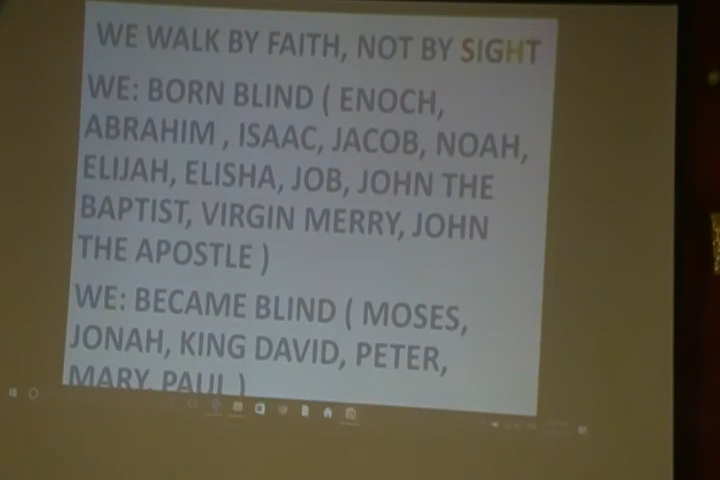 WE WALK BY FAITH, NOT BY SIGHT
WE: BORN BLIND ( ENOCH,
ABRAHIM , ISAAC, JACOB, NOAH,
ELIJAH, ELISHA, JOB, JOHN THE
BAPTIST, VIRGIN MERRY, JOHN
THE APOSTLE )
WE: BECAME BLIND ( MOSES,
JONAH, KING DAVID, PETER,
MARY, PAUL )